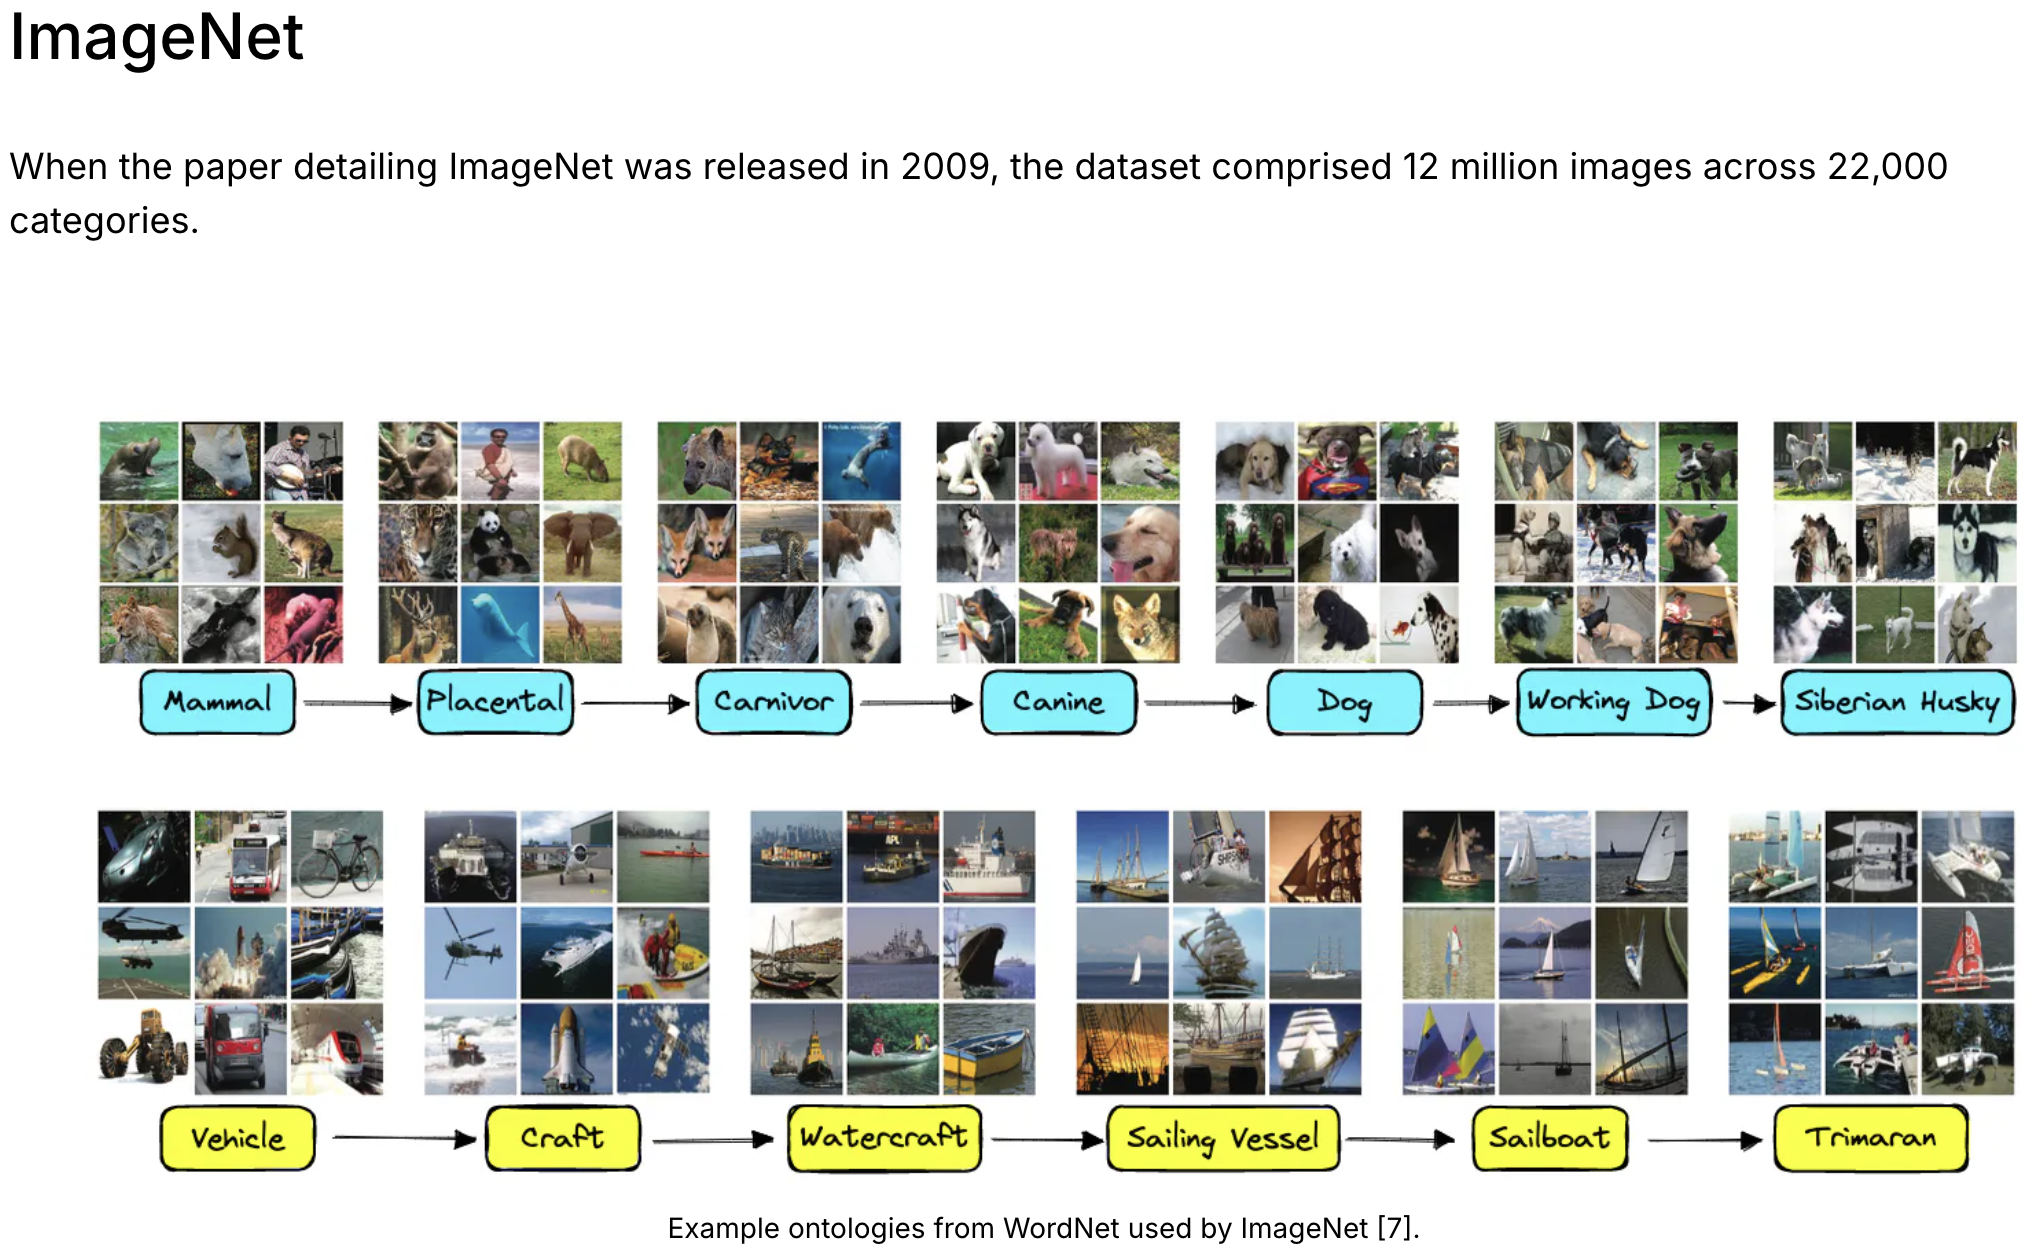 ImageNet
When the paper detailing ImageNet was released in 2009, the dataset comprised 12 million images across 22,000
categories.
Mammal
Placental
Carnivor
Canine
Dog
Working Dog
Siberian Husky
Vehicle
Craft
Watercraft
Sailing Vessel
Sailboat
Trimaran
Example ontologies from WordNet used by ImageNet [7].